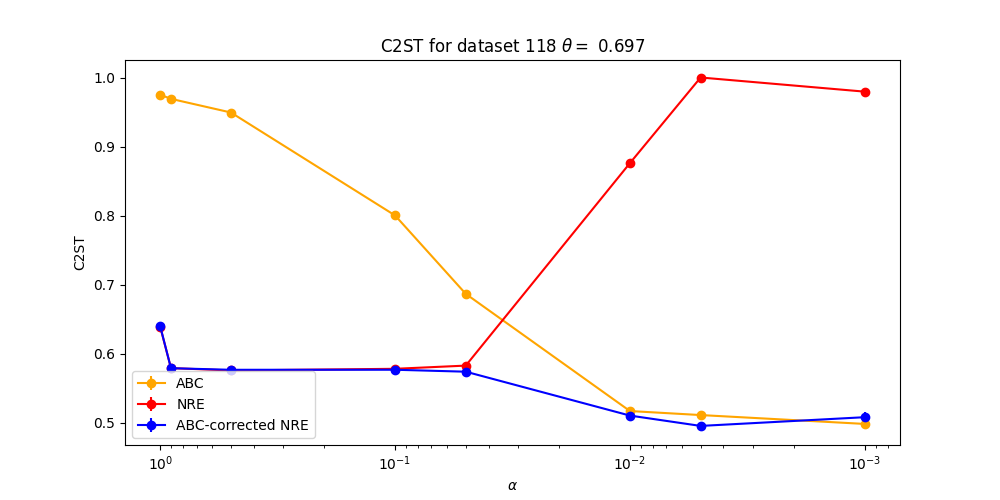 C2ST for dataset 118 θ = 0.697
C2ST
1.0
0.9
0.8
0.7
0.6
0.5
ABC
NRE
ABC-corrected NRE
10⁰
10⁻¹
10⁻²
10⁻³
α